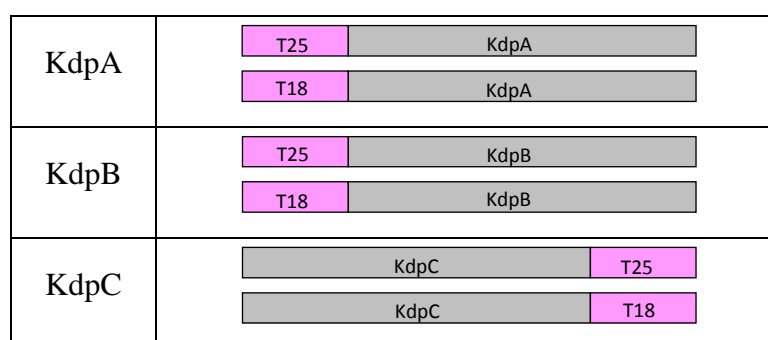 KdpA
T25 KdpA
T18 KdpA
KdpB
T25 KdpB
T18 KdpB
KdpC
KdpC T25
KdpC T18